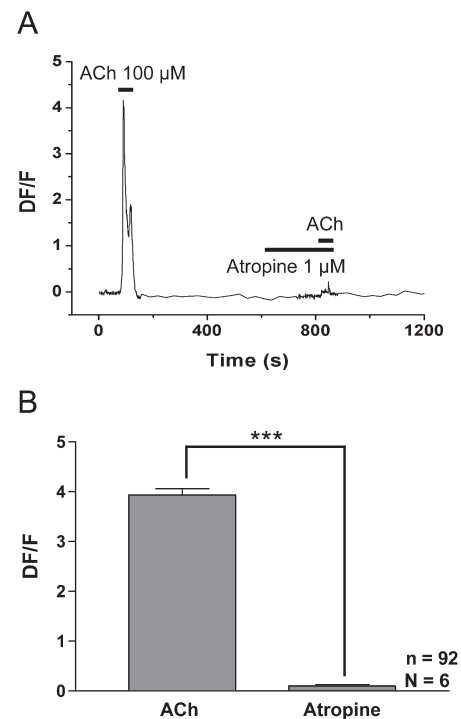 A
5
ACh 100 µM
4
3
DF/F
2
ACh
1
Atropine 1 µM
0
0 400 800 1200
Time (s)
B
5
***
4
3
DF/F
2
1
n = 92
N = 6
0
ACh Atropine